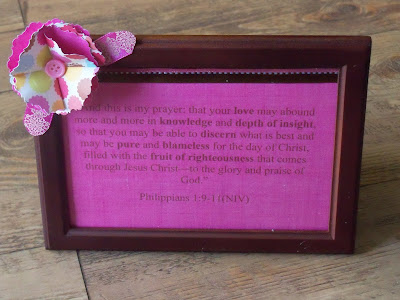 And this is my prayer: that your love may abound
more and more in knowledge and depth of insight,
so that you may be able to discern what is best and
may be pure and blameless for the day of Christ,
filled with the fruit of righteousness that comes
through Jesus Christ—to the glory and praise of
God."
Philippians 1:9-11(NIV)